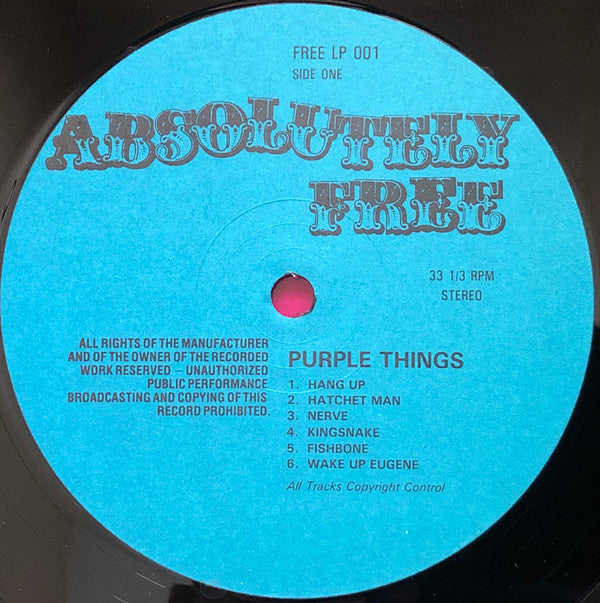 FREE LP 001
SIDE ONE
ABSOLUTELY
FREE
33 1/3 RPM
STEREO
ALL RIGHTS OF THE MANUFACTURER
AND OF THE OWNER OF THE RECORDED
WORK RESERVED – UNAUTHORIZED
PUBLIC PERFORMANCE
BROADCASTING AND COPYING OF THIS
RECORD PROHIBITED.
PURPLE THINGS
1. HANG UP
2. HATCHET MAN
3. NERVE
4. KINGSNAKE
5. FISHBONE
6. WAKE UP EUGENE
All Tracks Copyright Control